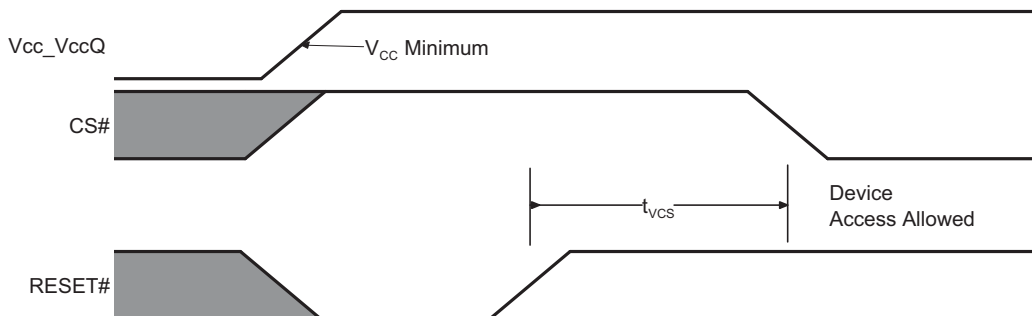 Vcc_VccQ
VCC Minimum
CS#
tVCS
Device
Access Allowed
RESET#